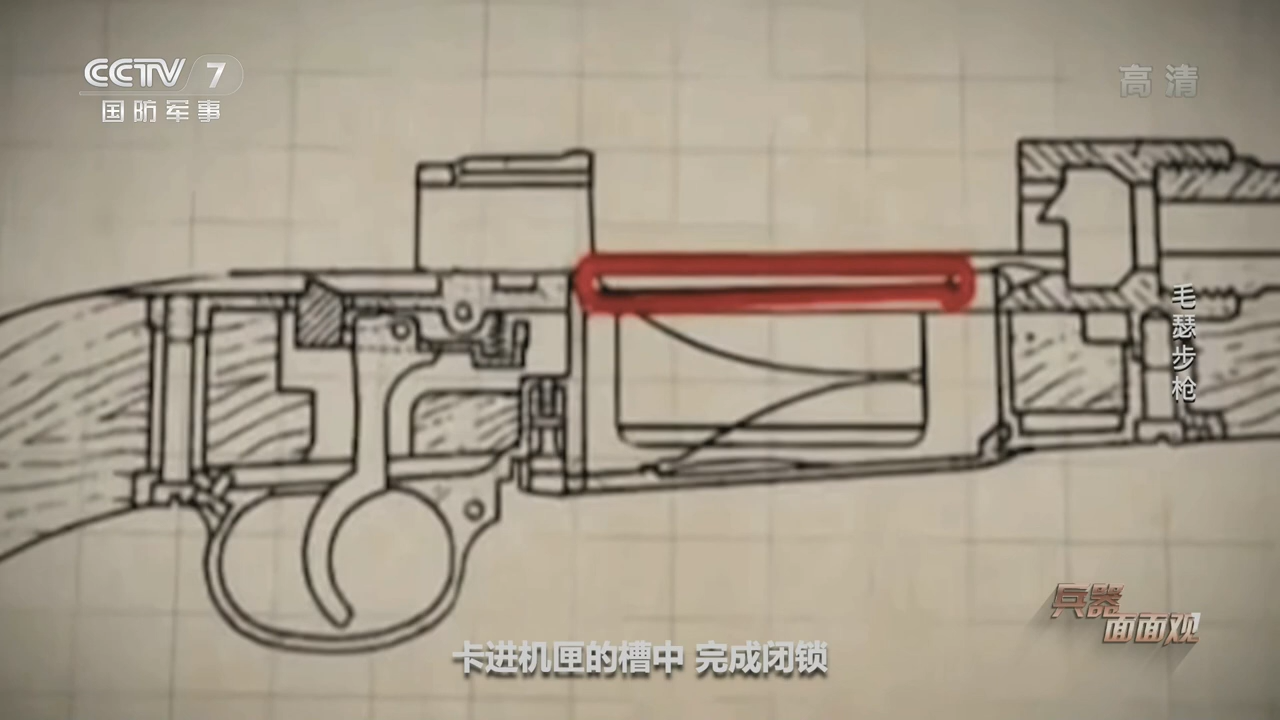 CCTV 7
国防军事
高清
毛瑟步枪
兵器
面面观
卡进机匣的槽中 完成闭锁